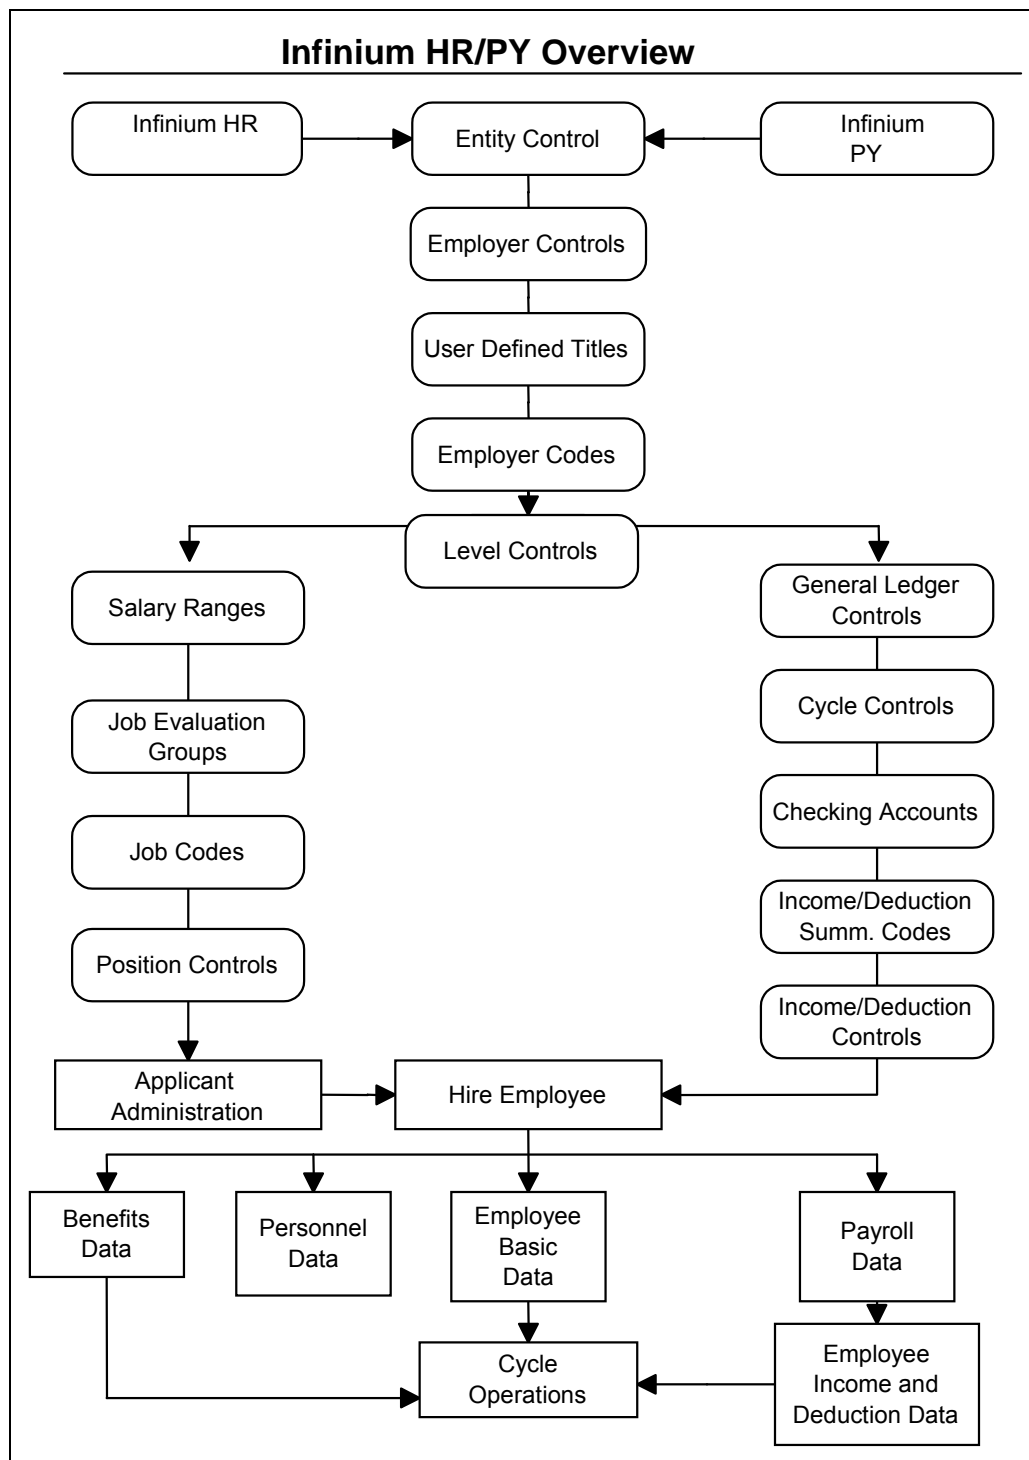 Infinium HR/PY Overview
Infinium HR
Entity Control
Infinium
PY
Employer Controls
User Defined Titles
Employer Codes
Level Controls
Salary Ranges
General Ledger
Controls
Job Evaluation
Groups
Cycle Controls
Job Codes
Checking Accounts
Position Controls
Income/Deduction
Summ. Codes
Income/Deduction
Controls
Applicant
Administration
Hire Employee
Benefits
Data
Personnel
Data
Employee
Basic
Data
Payroll
Data
Cycle
Operations
Employee
Income and
Deduction Data